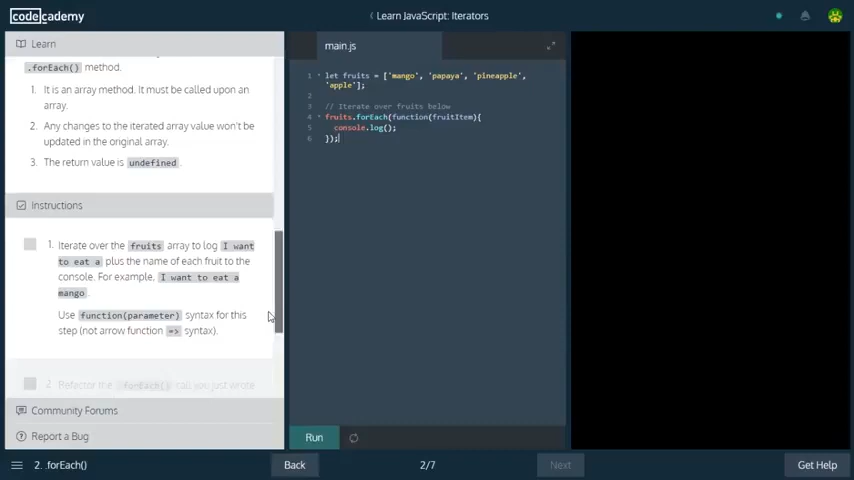 codecademy
Learn JavaScript: Iterators
Learn
main.js
.forEach() method.
1. It is an array method. It must be called upon an
array.
2. Any changes to the iterated array value won't be
updated in the original array.
3. The return value is undefined.
Instructions
1. Iterate over the fruits array to log I want
to eat a plus the name of each fruit to the
console. For example, I want to eat a
mango.
Use function(parameter) syntax for this
step (not arrow function => syntax).
2. Refactor the .forEach() call you just wrote
Community Forums
Report a Bug
1 let fruits = ['mango', 'papaya', 'pineapple',
'apple'];
2
3 // Iterate over fruits below
4 fruits.forEach(function(fruitItem){
5 console.log();
6 });
Run
2. .forEach()
Back
2/7
Next
Get Help